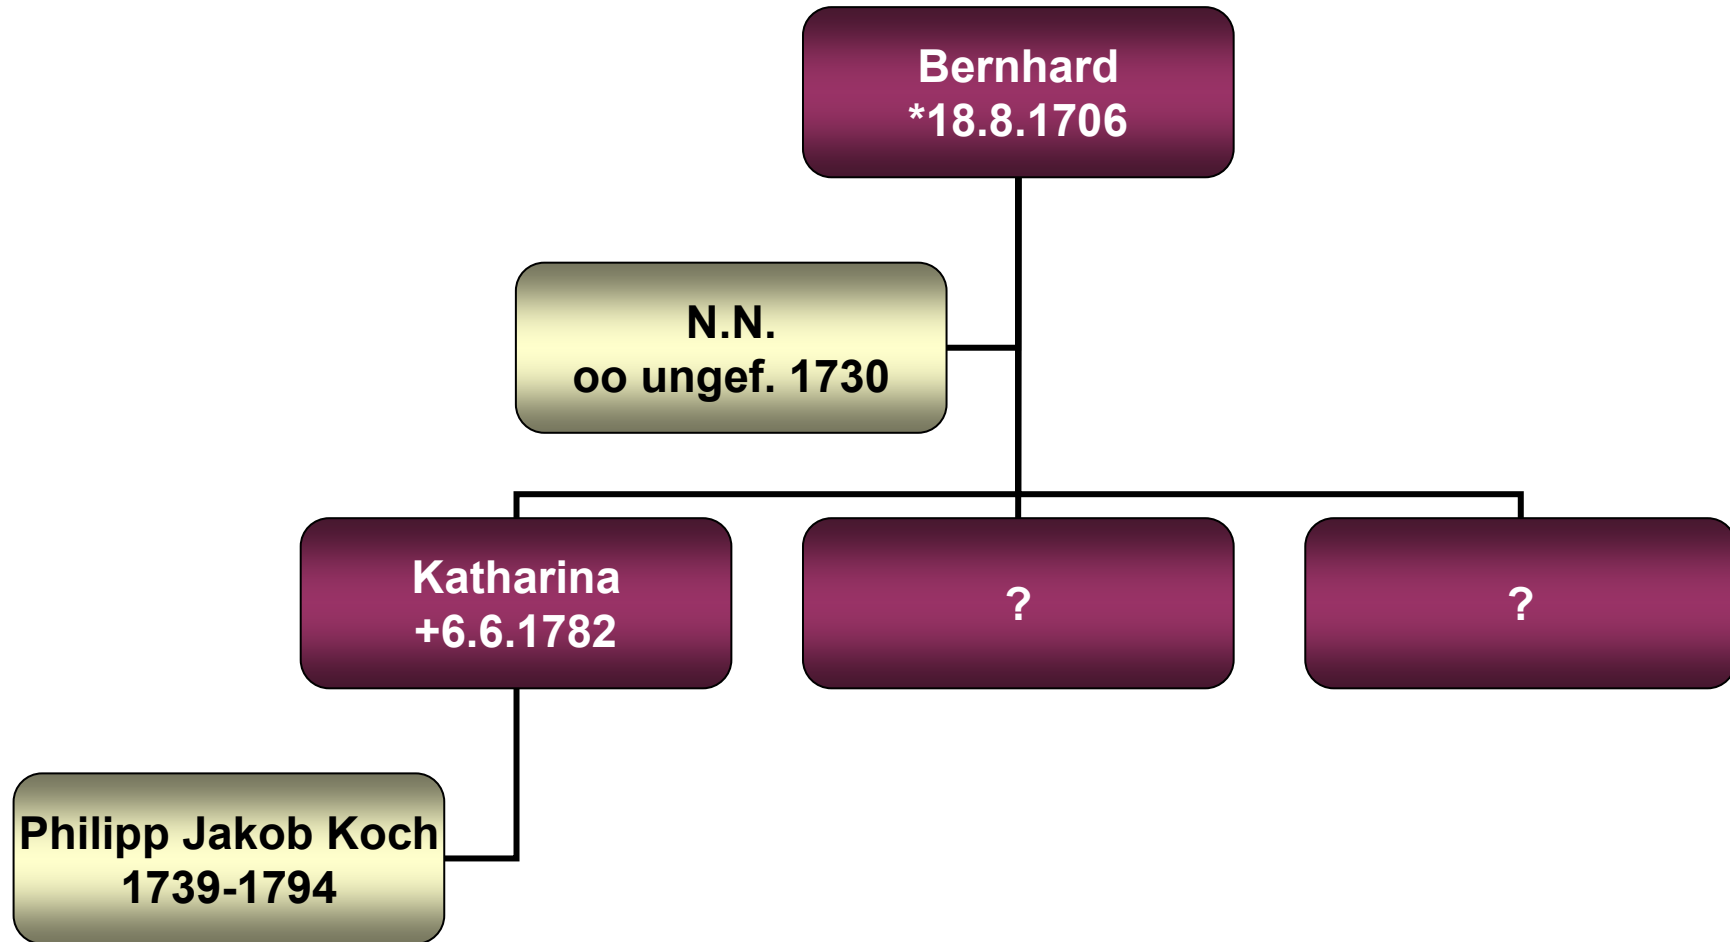 Bernhard
*18.8.1706
N.N.
oo ungef. 1730
Katharina
+6.6.1782
?
?
Philipp Jakob Koch
1739-1794